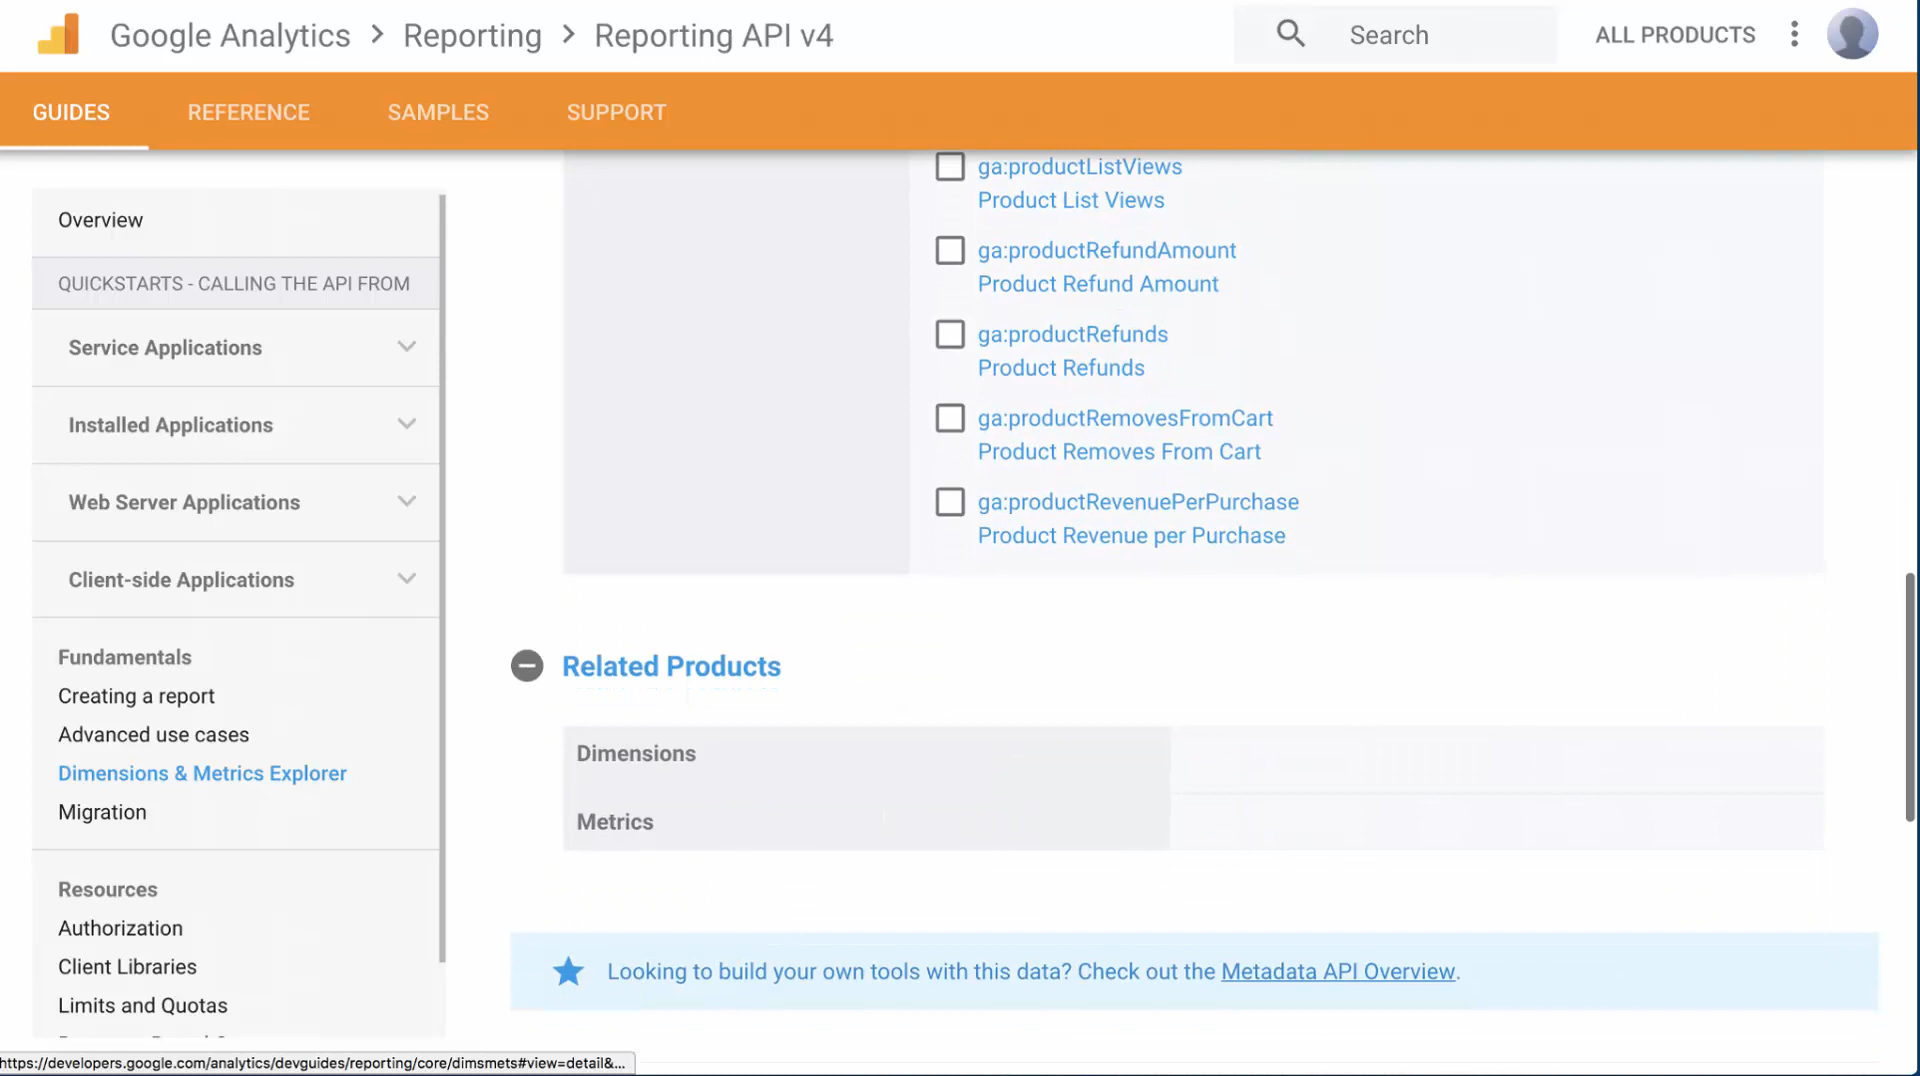 Google Analytics > Reporting > Reporting API v4
Search
ALL PRODUCTS
GUIDES
REFERENCE
SAMPLES
SUPPORT
Overview
QUICKSTARTS - CALLING THE API FROM
Service Applications
Installed Applications
Web Server Applications
Client-side Applications
Fundamentals
Creating a report
Advanced use cases
Dimensions & Metrics Explorer
Migration
Resources
Authorization
Client Libraries
Limits and Quotas
ga:productListViews
Product List Views
ga:productRefundAmount
Product Refund Amount
ga:productRefunds
Product Refunds
ga:productRemovesFromCart
Product Removes From Cart
ga:productRevenuePerPurchase
Product Revenue per Purchase
Related Products
Dimensions
Metrics
Looking to build your own tools with this data? Check out the Metadata API Overview.
https://developers.google.com/analytics/devguides/reporting/core/dimsmets#view=detail&...